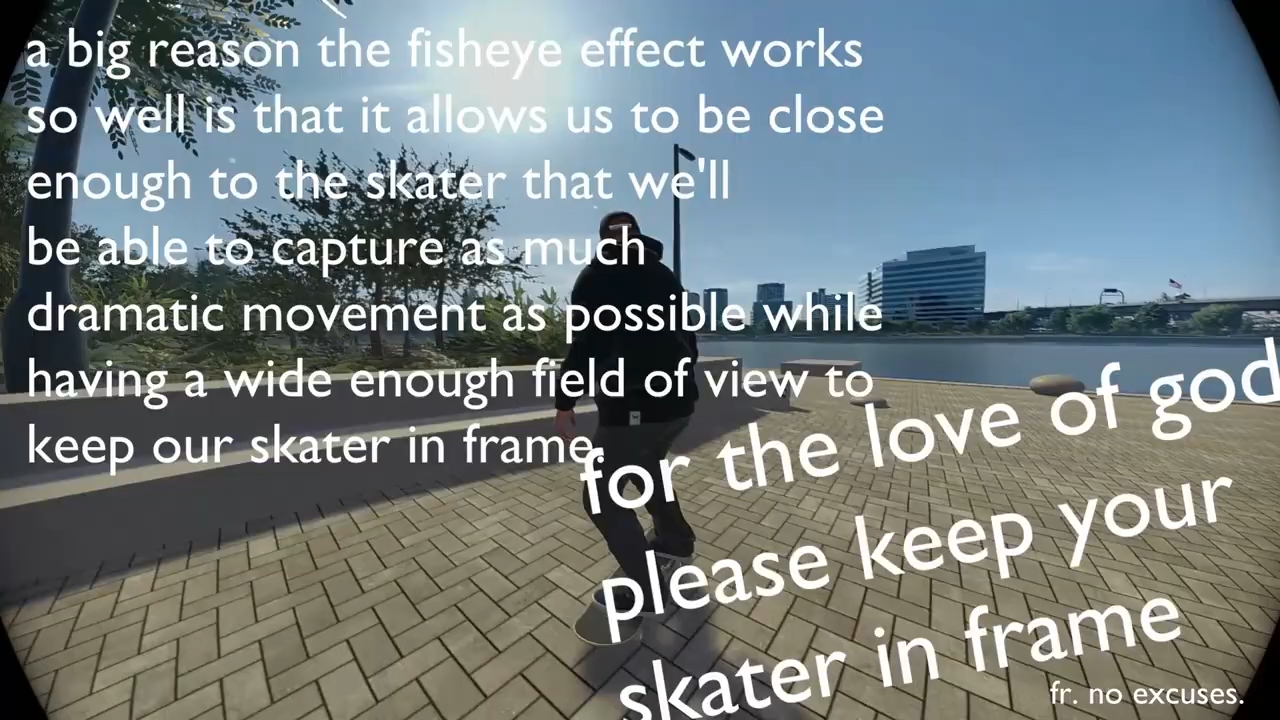 a big reason the fisheye effect works
so well is that it allows us to be close
enough to the skater that we'll
be able to capture as much
dramatic movement as possible while
having a wide enough field of view to
keep our skater in frame.
for the love of god
please keep your
skater in frame
fr. no excuses.